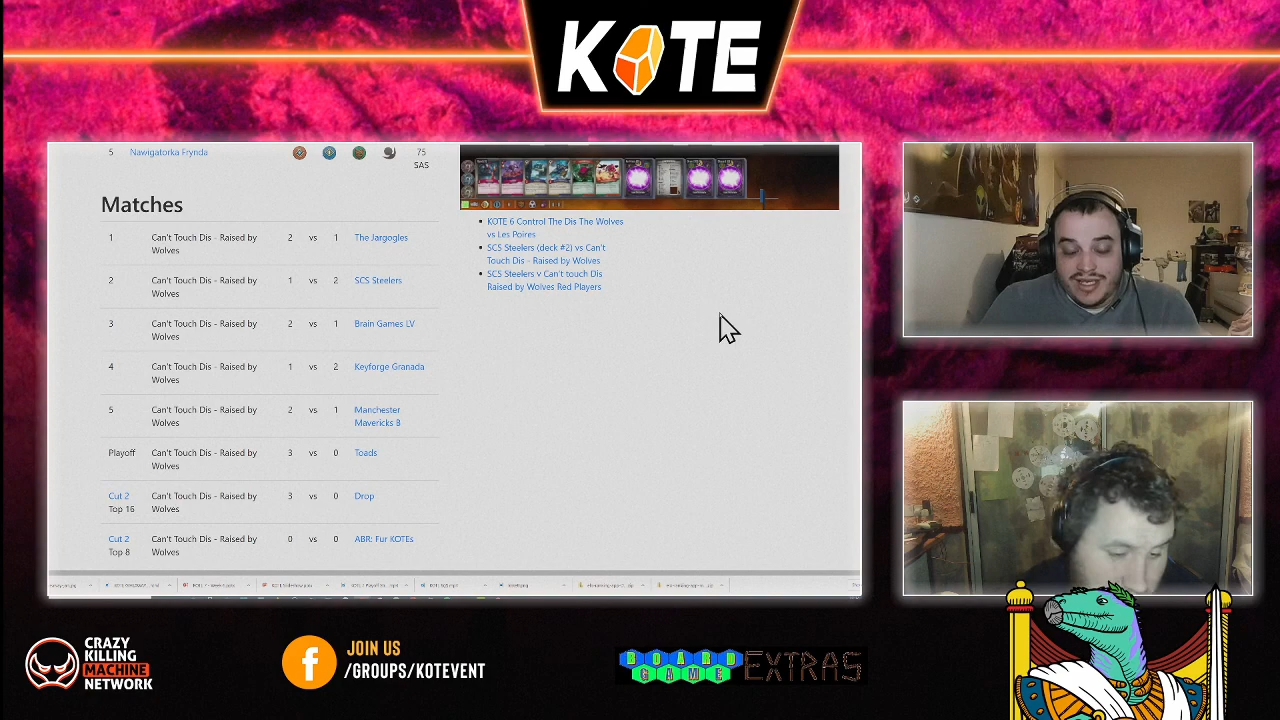 KOTE
5 Nawigatorka Frynda 75
SAS
Matches
1 Can't Touch Dis - Raised by 2 vs 1 The Jargogles
Wolves
2 Can't Touch Dis - Raised by 1 vs 2 SCS Steelers
Wolves
3 Can't Touch Dis - Raised by 2 vs 1 Brain Games LV
Wolves
4 Can't Touch Dis - Raised by 1 vs 2 Keyforge Granada
Wolves
5 Can't Touch Dis - Raised by 2 vs 1 Manchester
Wolves Mavericks B
Playoff Can't Touch Dis - Raised by 3 vs 0 Toads
Wolves
Cut 2 Can't Touch Dis - Raised by 3 vs 0 Drop
Top 16 Wolves
Cut 2 Can't Touch Dis - Raised by 0 vs 0 ABR: Fur KOTEs
Top 8 Wolves
KOTE 6 Control The Dis The Wolves
vs Les Poires
SCS Steelers (deck #2) vs Can't
Touch Dis - Raised by Wolves
SCS Steelers v Can't touch Dis
Raised by Wolves Red Players
CRAZY
KILLING
MACHINE
NETWORK
f
JOIN US
/GROUPS/KOTEVENT
BOARD
GAME
EXTRAS